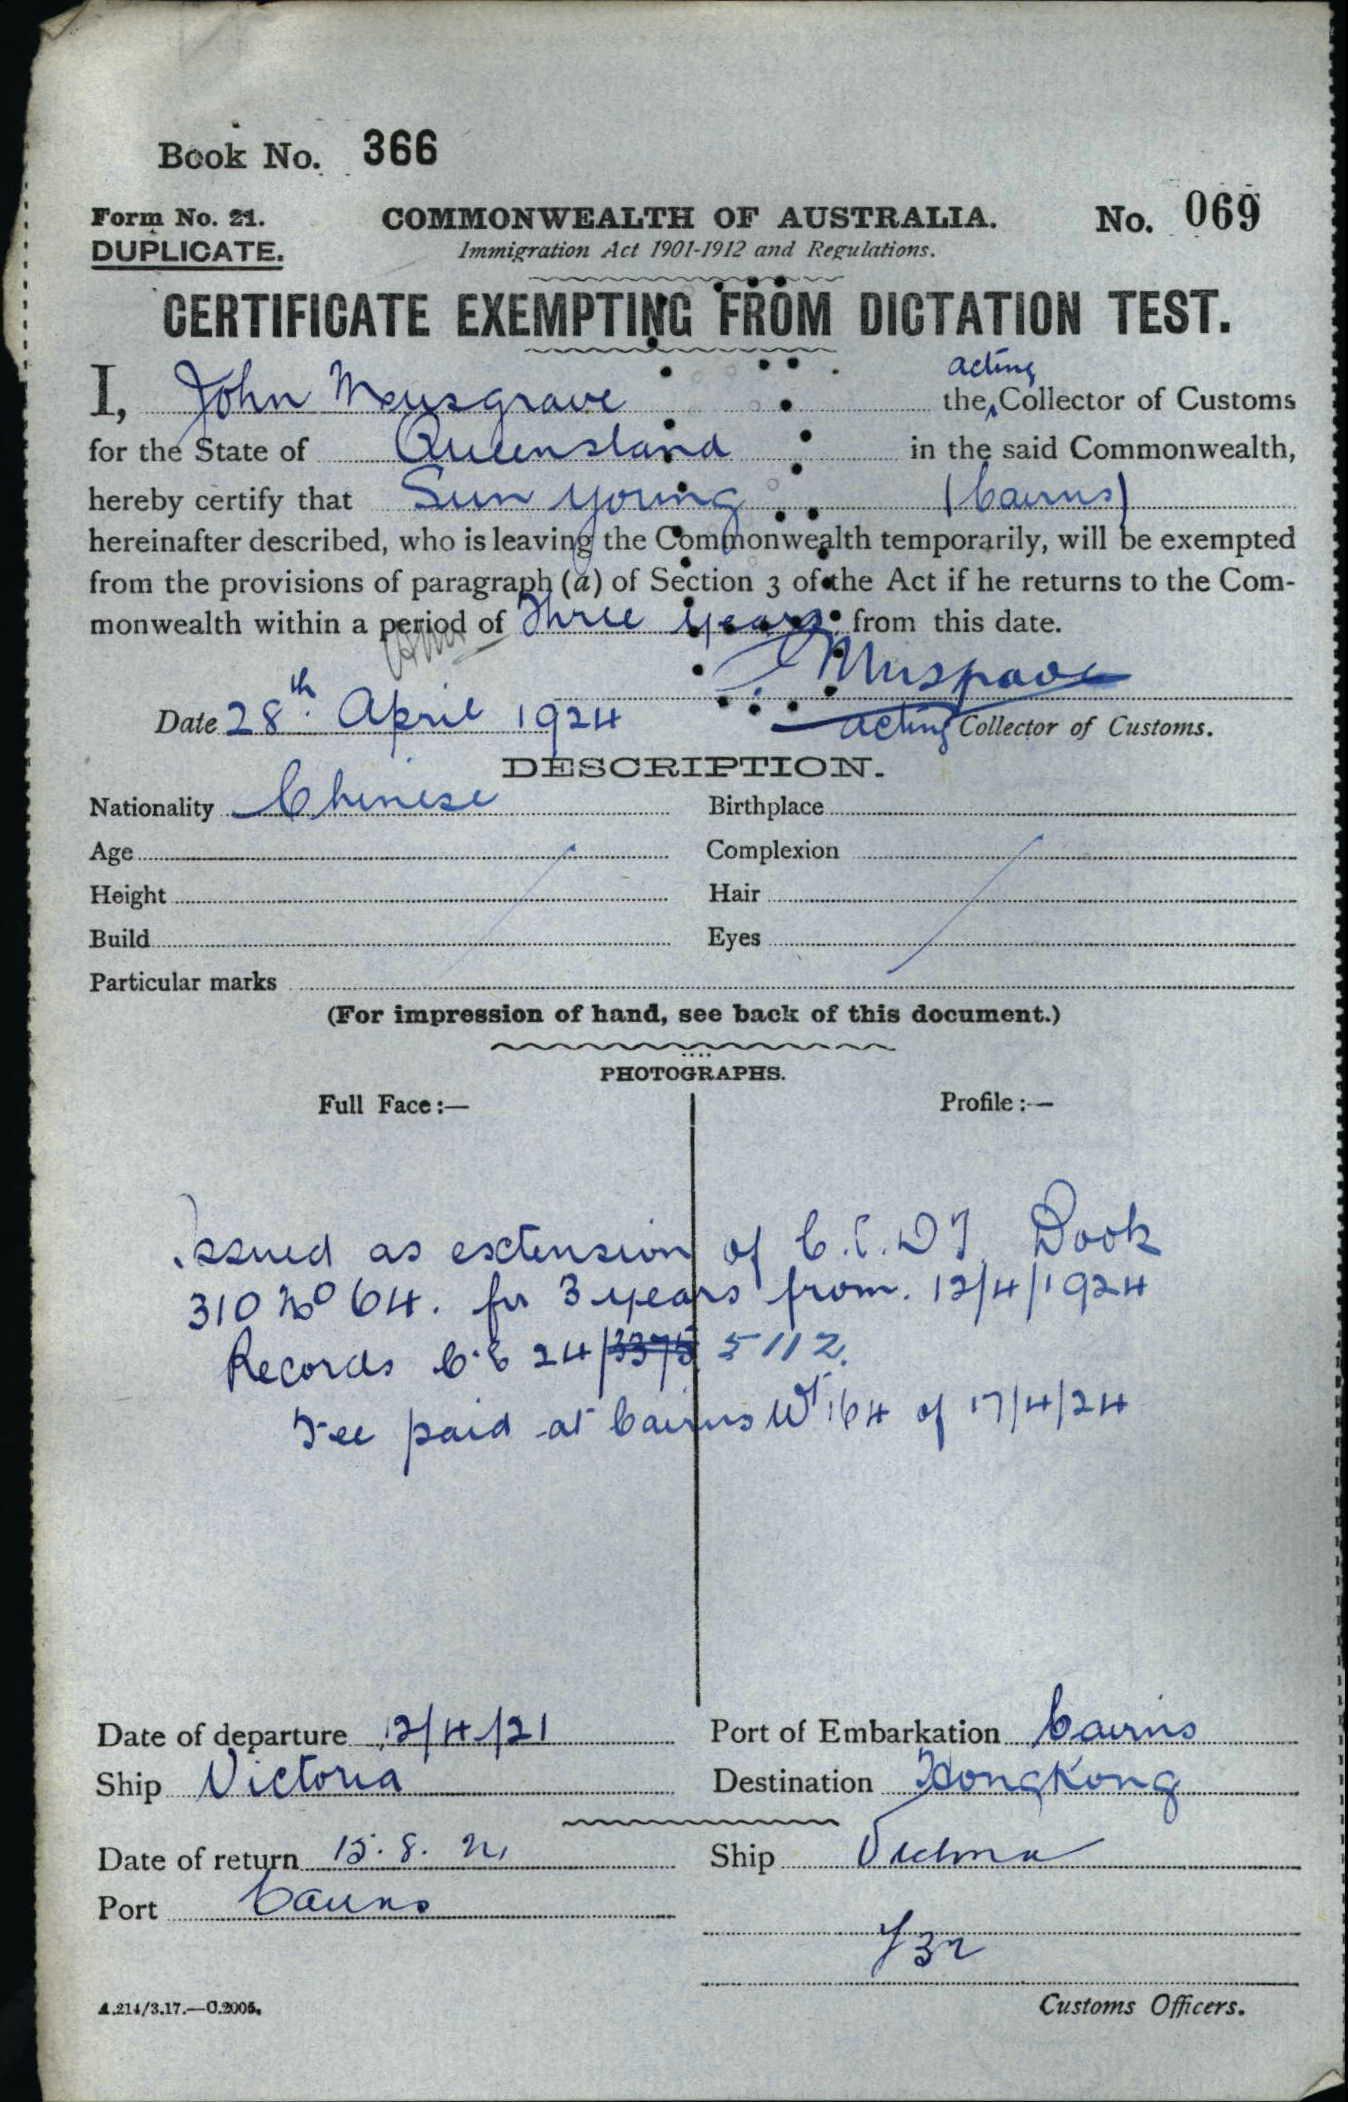 Book No. 366
Form No. 21.
DUPLICATE.
COMMONWEALTH OF AUSTRALIA.
Immigration Act 1901-1912 and Regulations.
No. 069
CERTIFICATE EXEMPTING FROM DICTATION TEST.
I, John Musgrave the acting Collector of Customs
for the State of Queensland in the said Commonwealth,
hereby certify that Sun Young (Cairns)
hereinafter described, who is leaving the Commonwealth temporarily, will be exempted
from the provisions of paragraph (a) of Section 3 of the Act if he returns to the Com-
monwealth within a period of Three years from this date.
J Musgrave
Date 28th April 1924 acting Collector of Customs.
DESCRIPTION.
Nationality Chinese Birthplace
Age Complexion
Height Hair
Build Eyes
Particular marks
(For impression of hand, see back of this document.)
PHOTOGRAPHS.
Full Face:— Profile:—
Issued as extension of C.E.D.T. Book
310 No 64. for 3 years from. 12/4/1924
Records C.E 24/3375 5112.
Fee paid at Cairns 164 of 17/4/24
Date of departure 12/4/21 Port of Embarkation Cairns
Ship Victoria Destination HongKong
Date of return 15.8. Ship
Port Cairns
Customs Officers.
A.214/3.17.—C.2005.